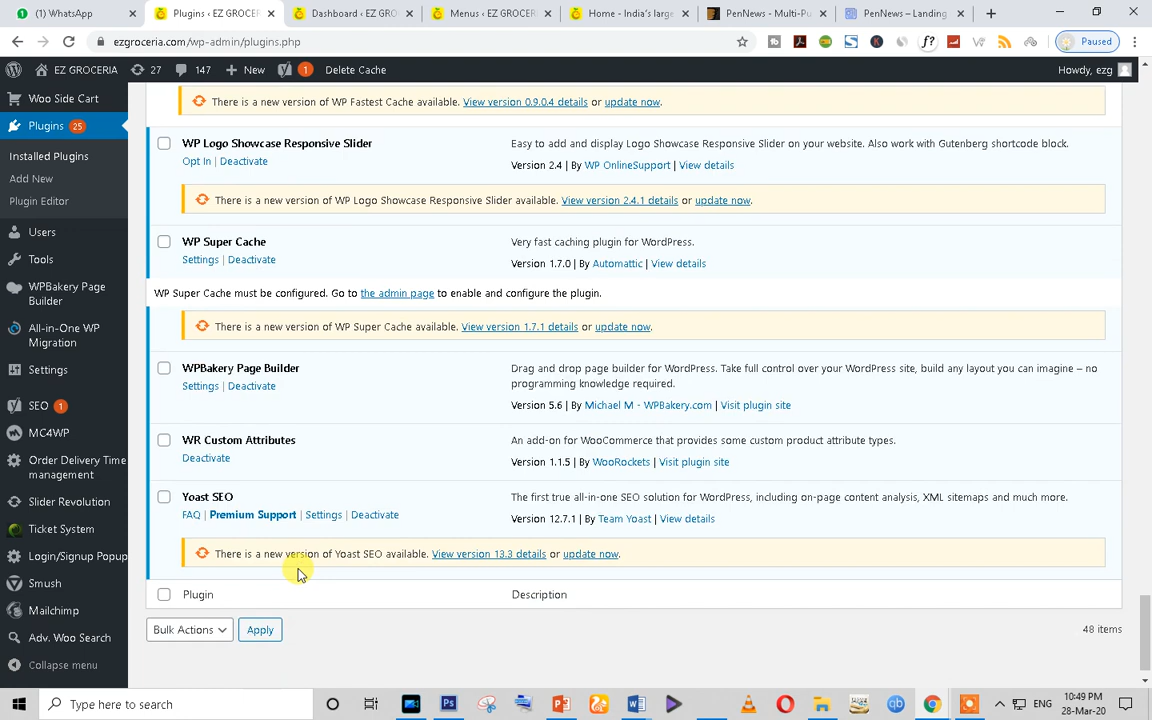 (1) WhatsApp
Plugins ‹ EZ GROCER
Dashboard ‹ EZ GROC
Menus ‹ EZ GROCERI
Home - India's large
PenNews - Multi-Pu
PenNews – Landing
ezgroceria.com/wp-admin/plugins.php
Paused
EZ GROCERIA 27 147 New 1 Delete Cache
Howdy, ezg
Woo Side Cart
Plugins 25
Installed Plugins
Add New
Plugin Editor
Users
Tools
WPBakery Page
Builder
All-in-One WP
Migration
Settings
SEO 1
MC4WP
Order Delivery Time
management
Slider Revolution
Ticket System
Login/Signup Popup
Smush
Mailchimp
Adv. Woo Search
Collapse menu
There is a new version of WP Fastest Cache available. View version 0.9.0.4 details or update now.
WP Logo Showcase Responsive Slider
Opt In | Deactivate
Easy to add and display Logo Showcase Responsive Slider on your website. Also work with Gutenberg shortcode block.
Version 2.4 | By WP OnlineSupport | View details
There is a new version of WP Logo Showcase Responsive Slider available. View version 2.4.1 details or update now.
WP Super Cache
Settings | Deactivate
Very fast caching plugin for WordPress.
Version 1.7.0 | By Automattic | View details
WP Super Cache must be configured. Go to the admin page to enable and configure the plugin.
There is a new version of WP Super Cache available. View version 1.7.1 details or update now.
WPBakery Page Builder
Settings | Deactivate
Drag and drop page builder for WordPress. Take full control over your WordPress site, build any layout you can imagine – no
programming knowledge required.
Version 5.6 | By Michael M - WPBakery.com | Visit plugin site
WR Custom Attributes
Deactivate
An add-on for WooCommerce that provides some custom product attribute types.
Version 1.1.5 | By WooRockets | Visit plugin site
Yoast SEO
FAQ | Premium Support | Settings | Deactivate
The first true all-in-one SEO solution for WordPress, including on-page content analysis, XML sitemaps and much more.
Version 12.7.1 | By Team Yoast | View details
There is a new version of Yoast SEO available. View version 13.3 details or update now.
Plugin
Description
Bulk Actions
Apply
48 items
Type here to search
ENG
10:49 PM
28-Mar-20